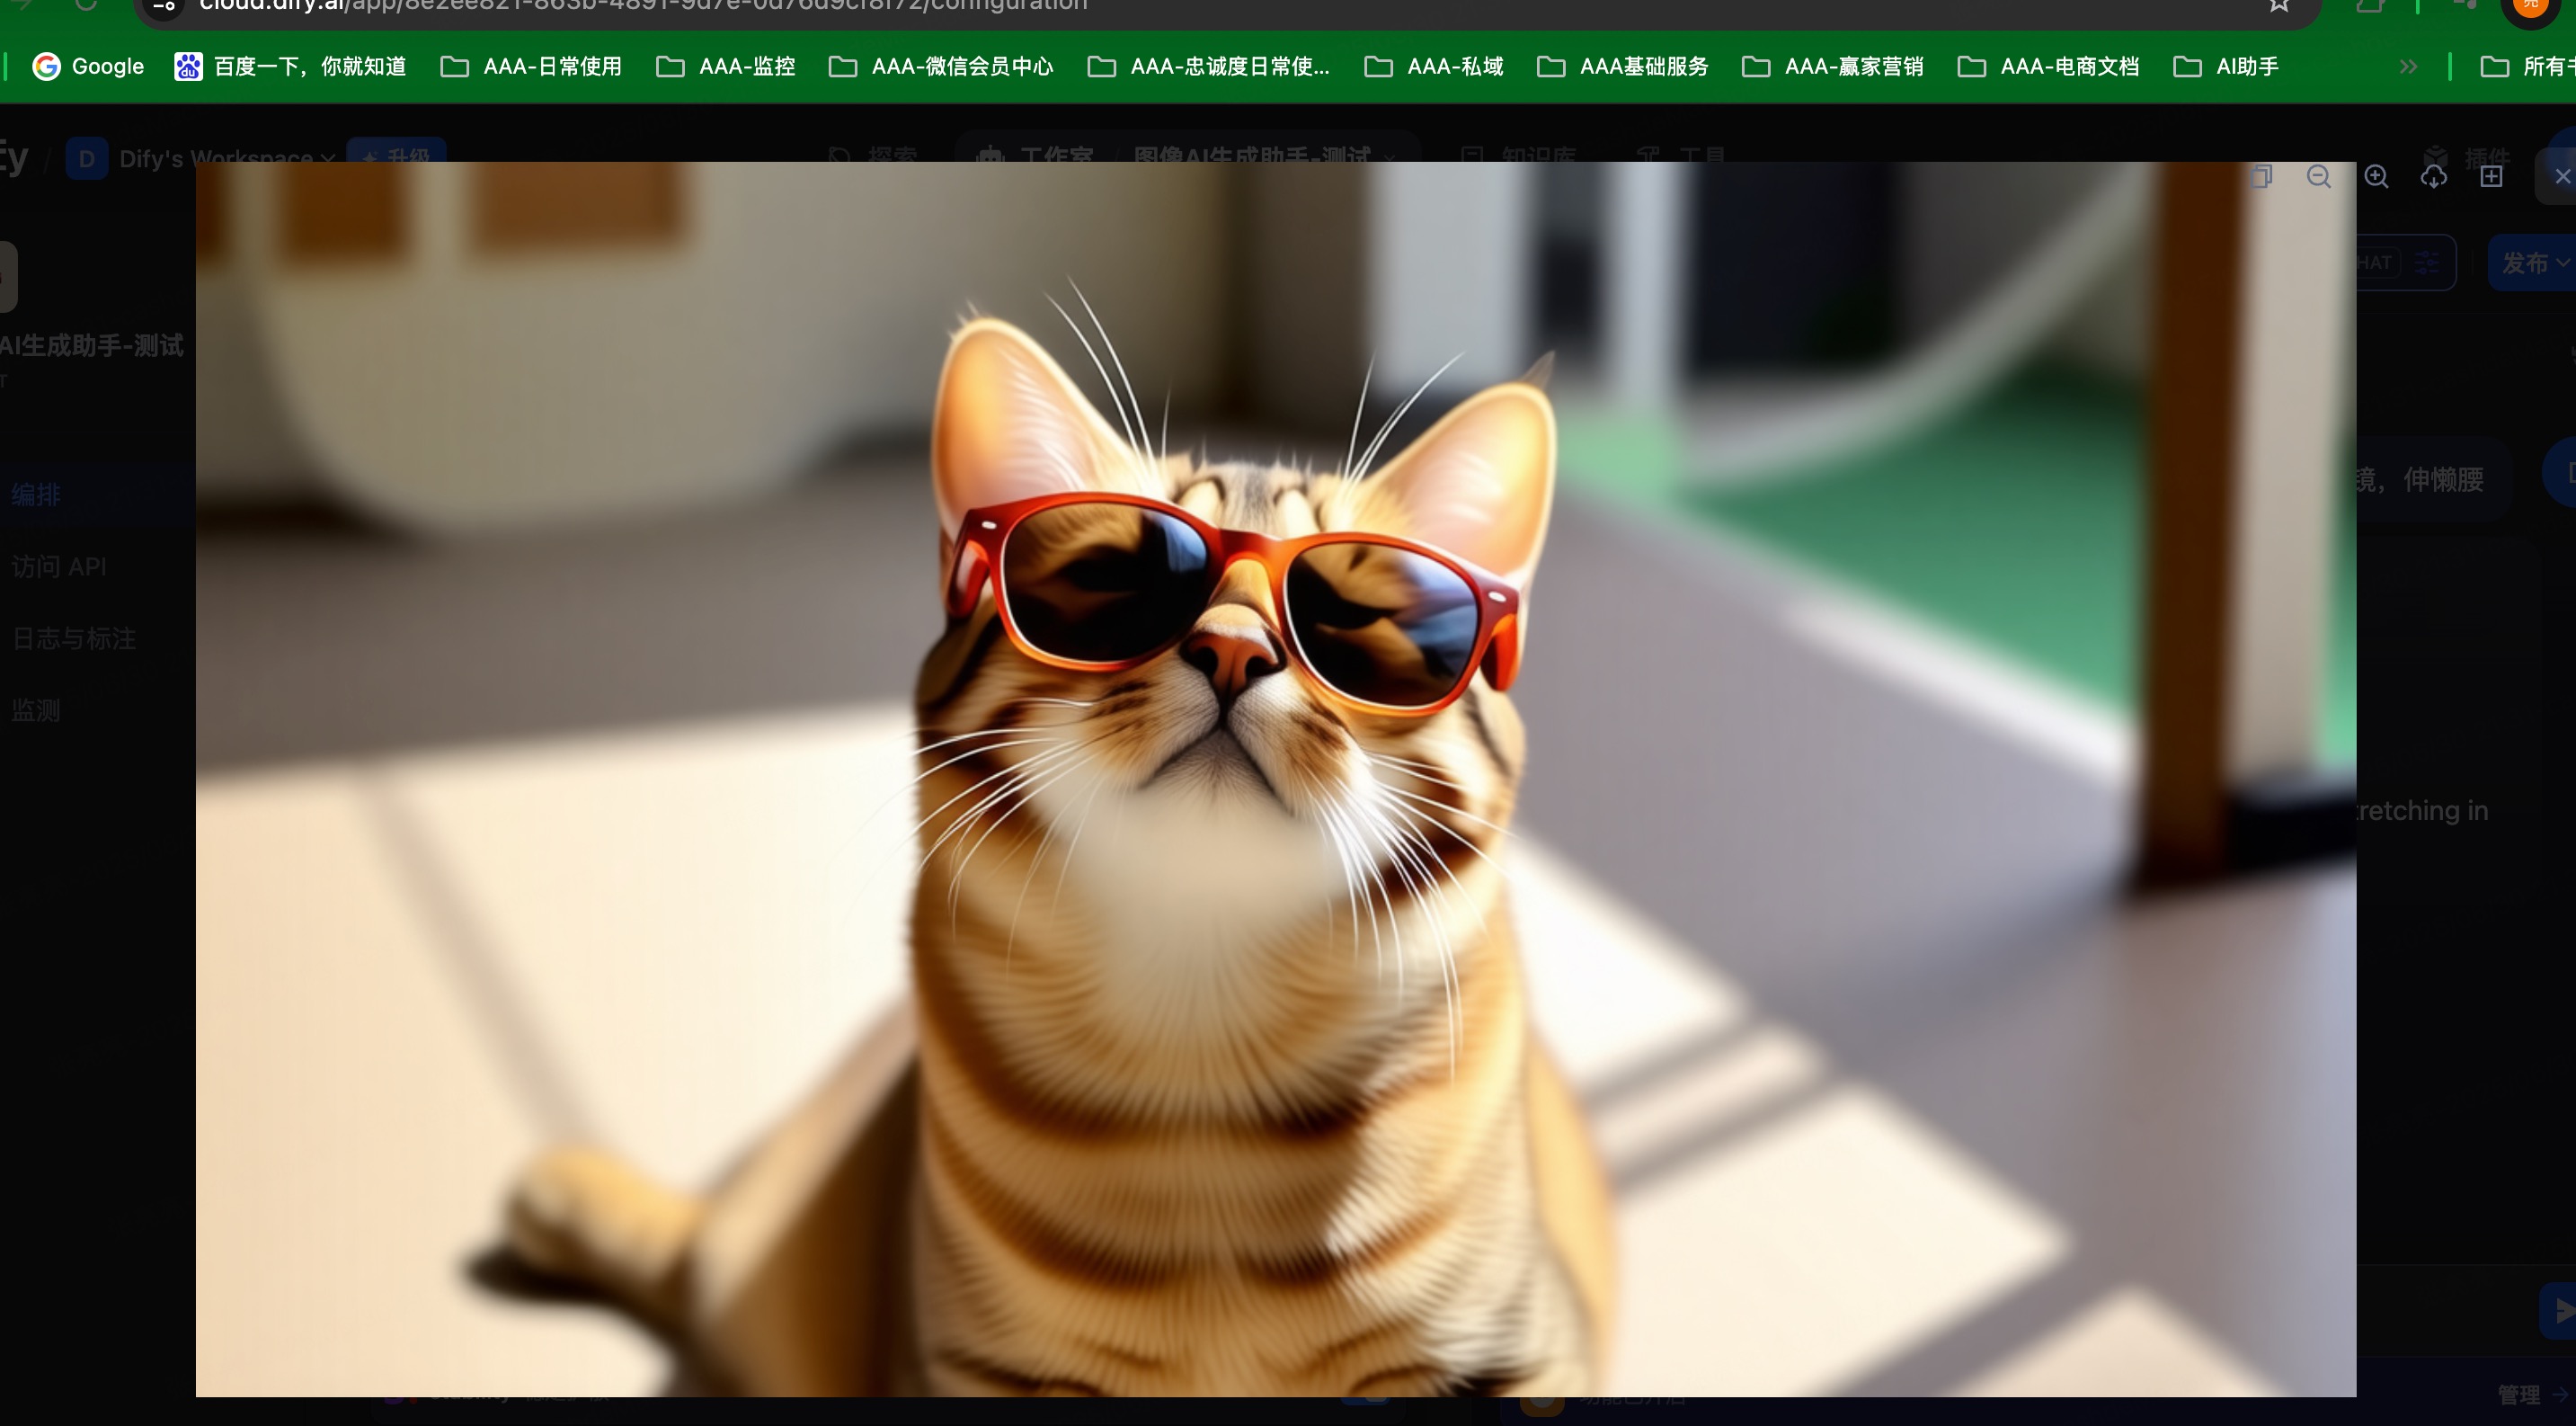 cloud.dify.ai/app/8e2ee821-863b-4891-9d7e-0d76d9cf8f72/configuration
Google 百度一下，你就知道 AAA-日常使用 AAA-监控 AAA-微信会员中心 AAA-忠诚度日常使... AAA-私域 AAA基础服务 AAA-赢家营销 AAA-电商文档 AI助手 所有书
D Dify's Workspace 升级 探索 工作室 / 图像AI生成助手-测试 知识库 工具 插件
HAT 发布
AI生成助手-测试
编排
镜，伸懒腰
访问 API
日志与标注
监测
retching in
功能已开启 管理